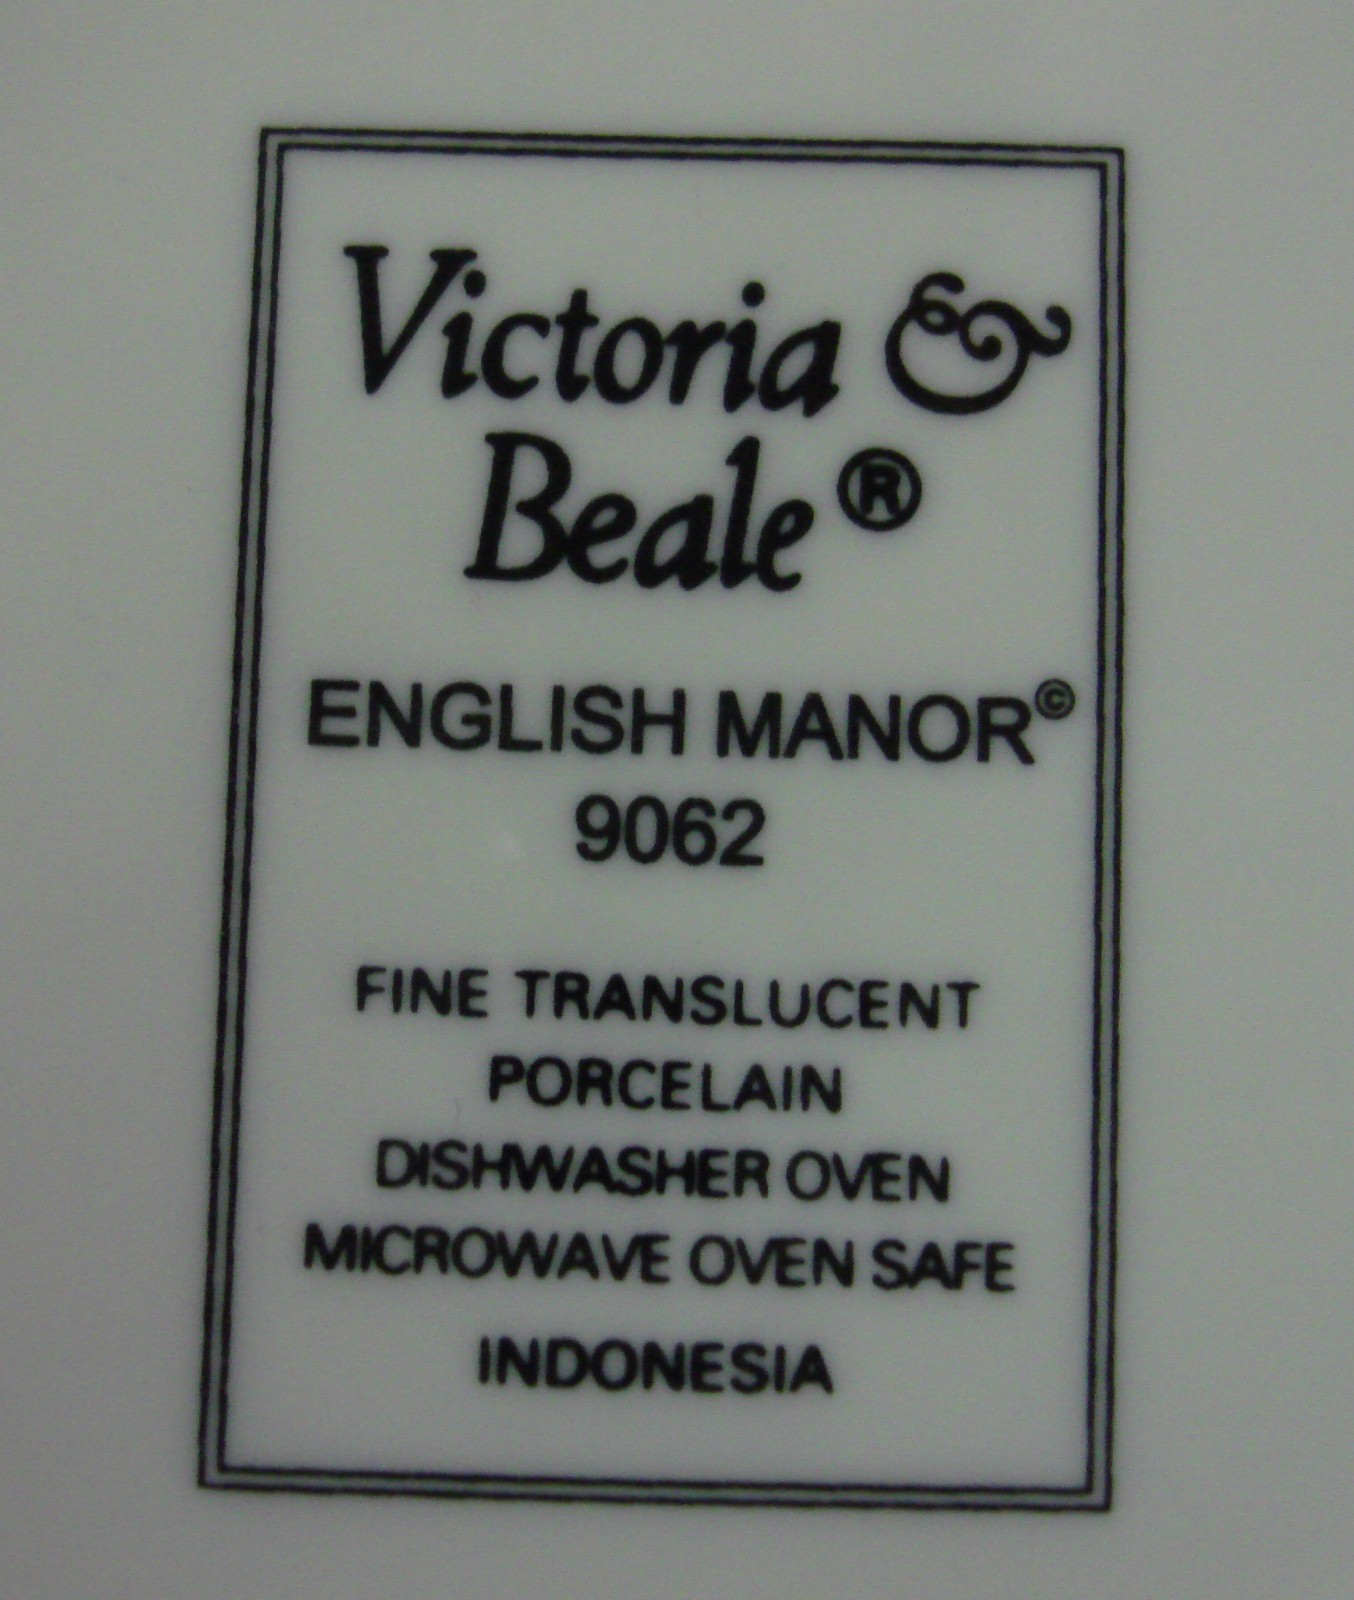 Victoria &
Beale®
ENGLISH MANOR©
9062
FINE TRANSLUCENT
PORCELAIN
DISHWASHER OVEN
MICROWAVE OVEN SAFE
INDONESIA